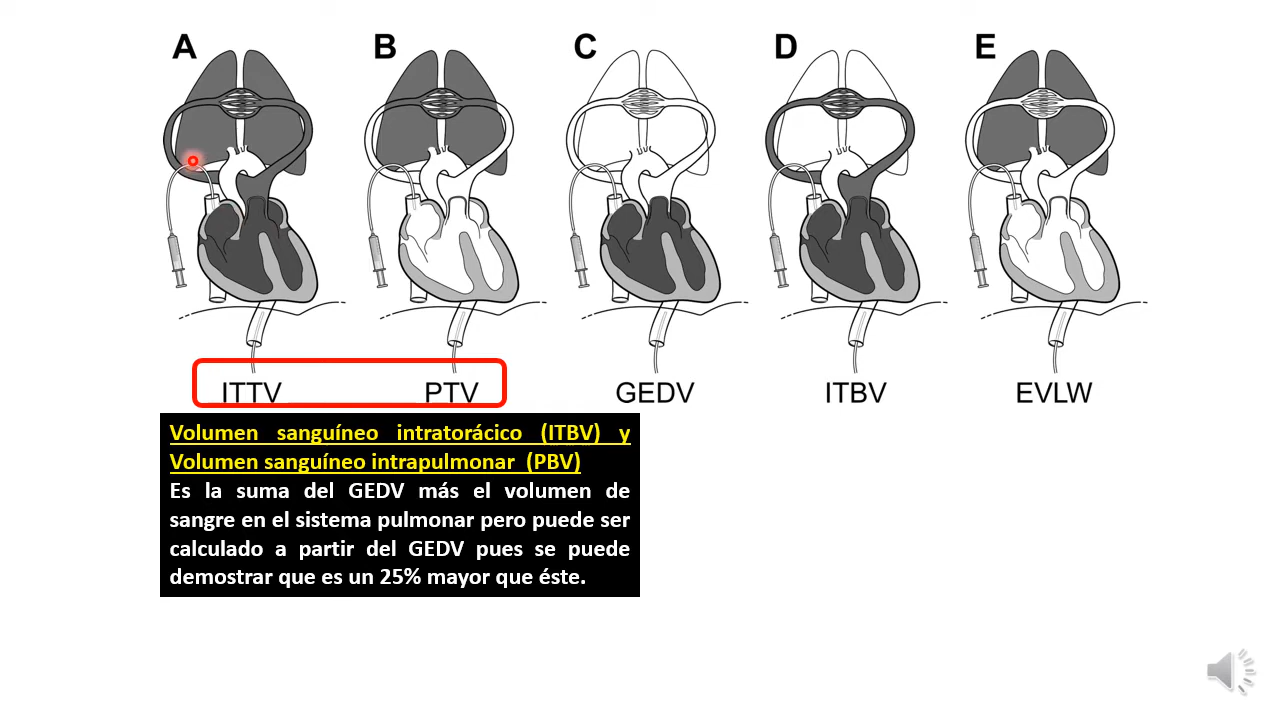 A B C D E
ITTV PTV GEDV ITBV EVLW
Volumen sanguíneo intratorácico (ITBV) y
Volumen sanguíneo intrapulmonar (PBV)
Es la suma del GEDV más el volumen de
sangre en el sistema pulmonar pero puede ser
calculado a partir del GEDV pues se puede
demostrar que es un 25% mayor que éste.